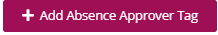 + Add Absence Approver Tag